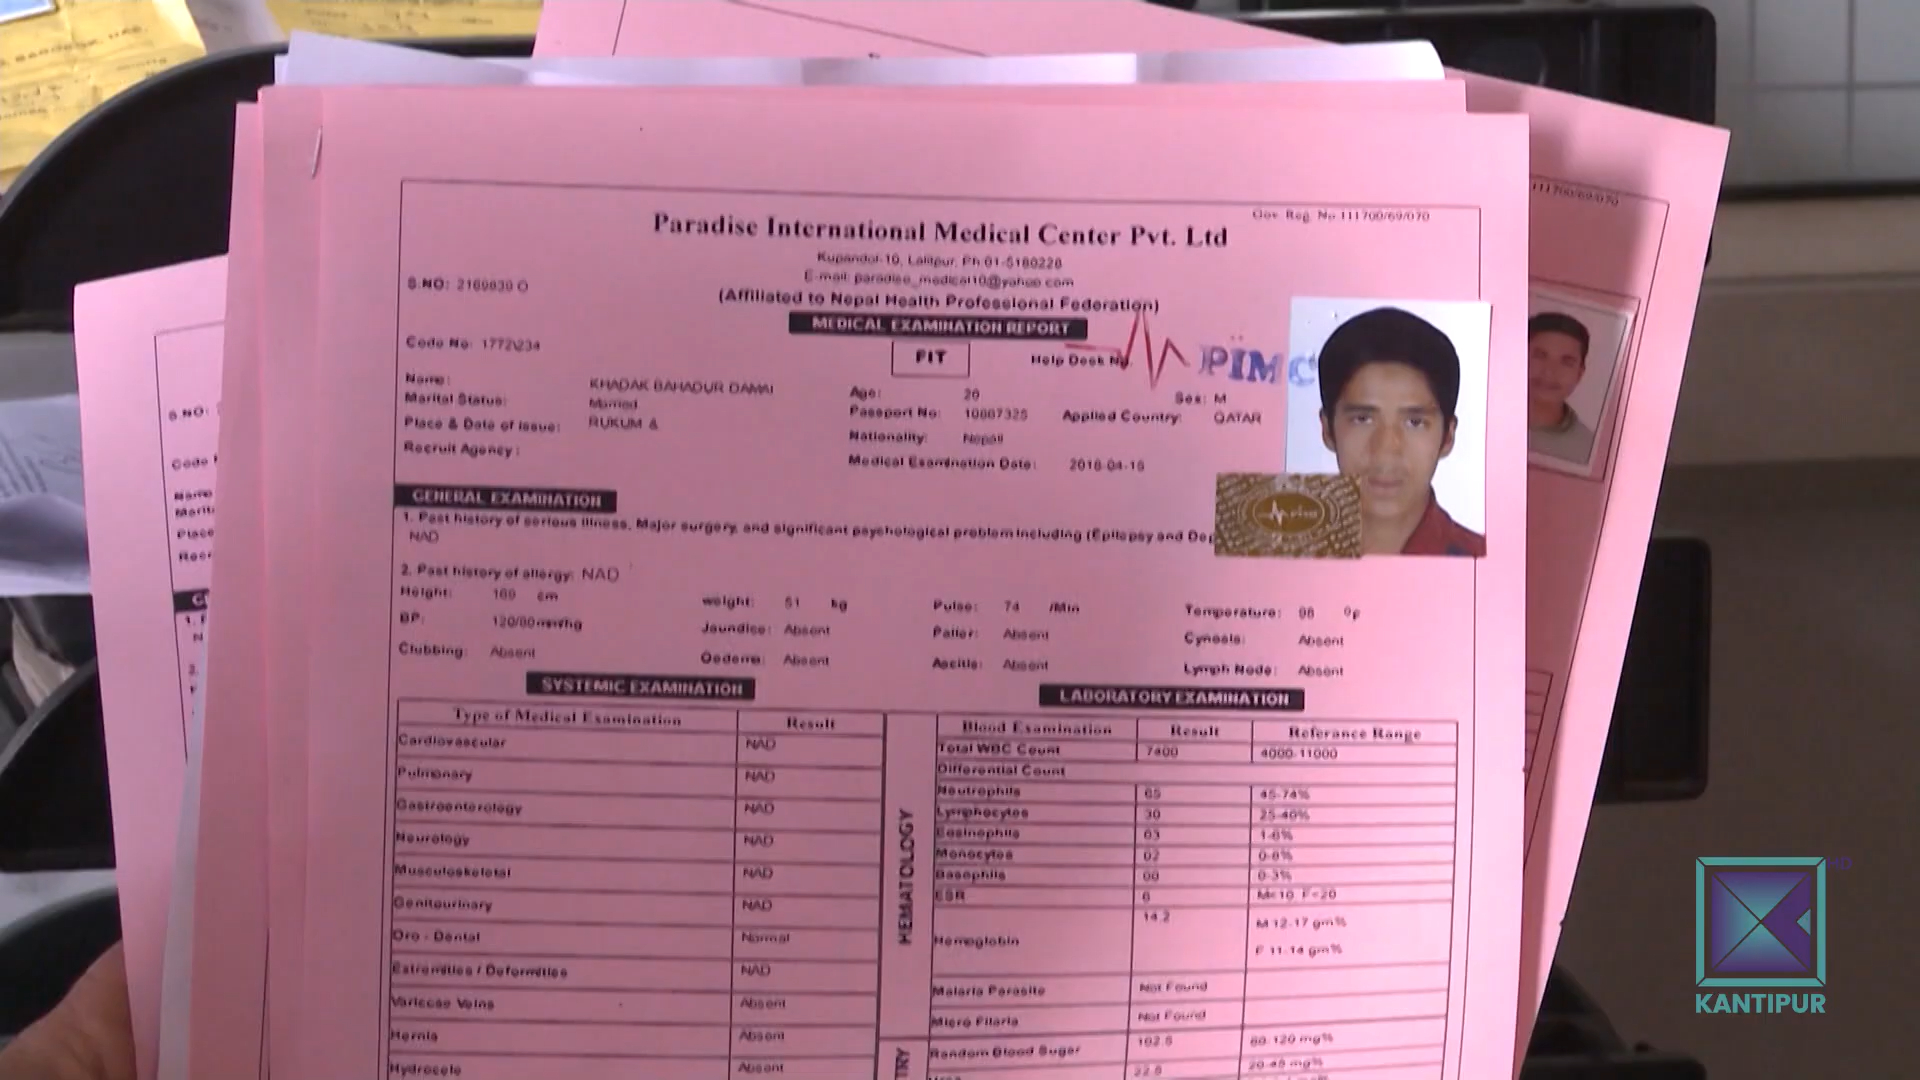 Gov. Reg. No 111700/69/070
Paradise International Medical Center Pvt. Ltd
Kupandol-10, Lalitpur, Ph 01-5180228
E-mail: paradise_medical10@yahoo.com
S.NO: 2169839 O
(Affiliated to Nepal Health Professional Federation)
MEDICAL EXAMINATION REPORT
Code No: 1772\234
FIT
Help Desk No.
PIMC
Name: KHADAK BAHADUR DAMAI Age: 20 Sex: M
Marital Status: Married Passport No: 10887325 Applied Country: QATAR
Place & Date of Issue: RUKUM & Nationality: Nepali
Recruit Agency: Medical Examination Date: 2018-04-15
GENERAL EXAMINATION
1. Past history of serious illness, Major surgery, and significant psychological problem including (Epilepsy and Dep
NAD
2. Past history of allergy: NAD
Height: 169 cm weight: 51 kg Pulse: 74 /Min Temperature: 98 0F
BP: 120/80mmhg Jaundice: Absent Paller: Absent Cynosis: Absent
Clubbing: Absent Oedema: Absent Ascitis: Absent Lymph Node: Absent
SYSTEMIC EXAMINATION
Type of Medical Examination Result
Cardiovascular NAD
Pulmonary NAD
Gastroenterology NAD
Neurology NAD
Musculoskeletal NAD
Genitourinary NAD
Oro - Dental Normal
Extremities / Deformities NAD
Varicose Veins Absent
Hernia Absent
Hydrocele Absent
LABORATORY EXAMINATION
HEMATOLOGY
Blood Examination Result Referance Range
Total WBC Count 7400 4000-11000
Differential Count
Neutrophils 65 45-74%
Lymphocytes 30 25-40%
Eosinophils 03 1-6%
Monocytes 02 0-8%
Basophils 00 0-3%
ESR 6 M<10 F<20
Hemoglobin 14.2 M 12-17 gm%
F 11-14 gm%
Malaria Parasite Not Found
Micro Filaria Not Found
Random Blood Sugar 102.5 60-120 mg%
22.8 20-45 mg%
KANTIPUR